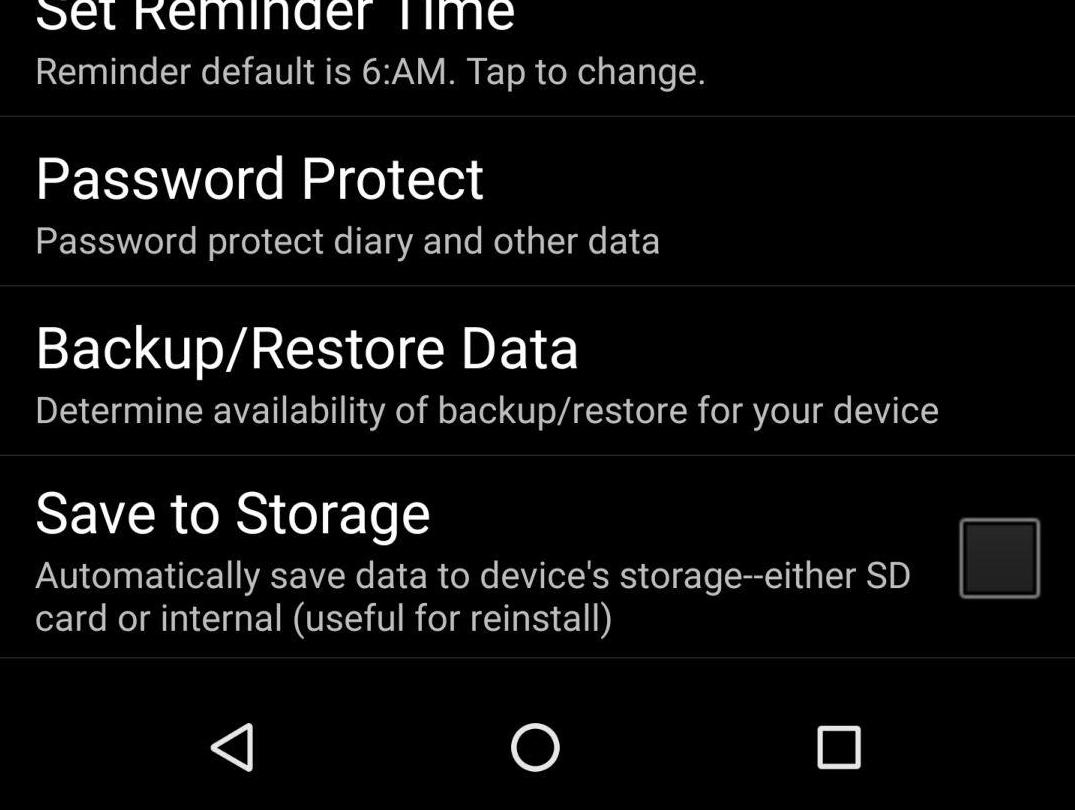 Set Reminder Time
Reminder default is 6:AM. Tap to change.
Password Protect
Password protect diary and other data
Backup/Restore Data
Determine availability of backup/restore for your device
Save to Storage
Automatically save data to device's storage--either SD
card or internal (useful for reinstall)